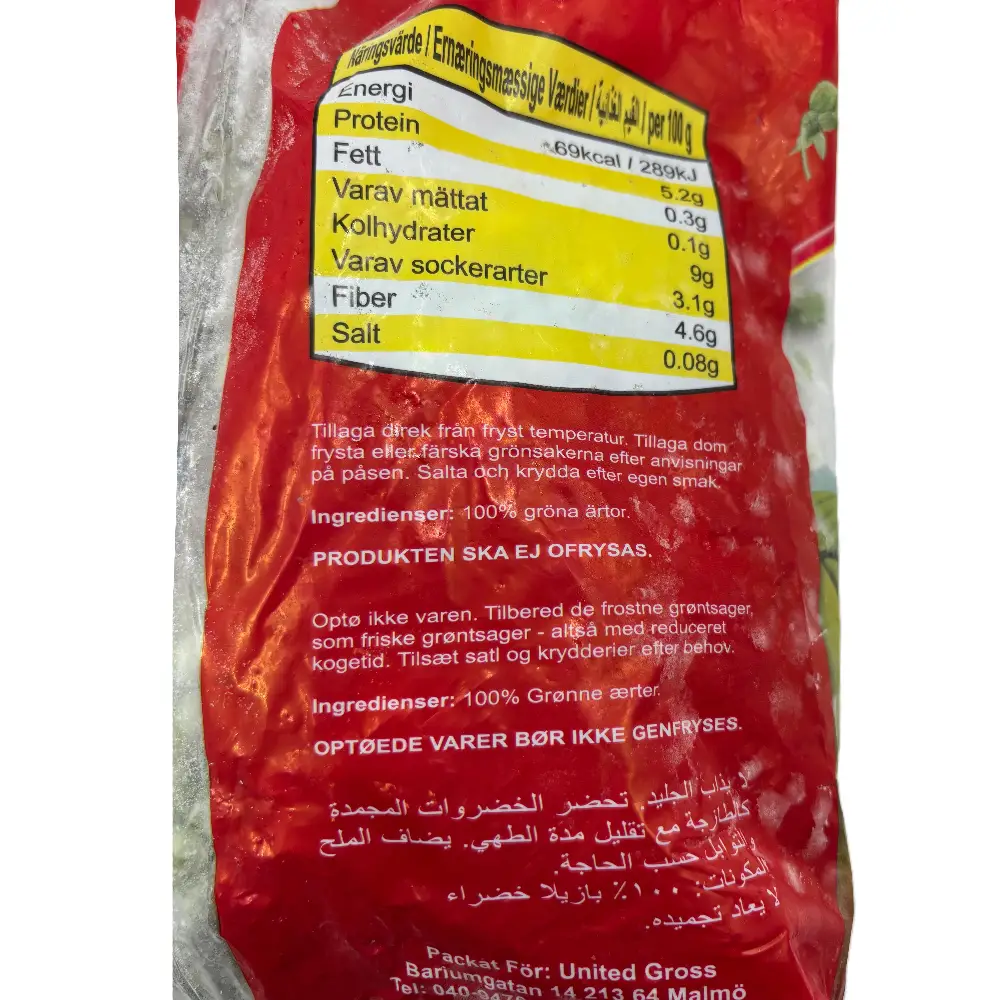 Näringsvärde / Ernæringsmæssige Værdier / القيم الغذائية / per 100 g
Energi 69kcal / 289kJ
Protein 5.2g
Fett 0.3g
Varav mättat 0.1g
Kolhydrater 9g
Varav sockerarter 3.1g
Fiber 4.6g
Salt 0.08g
Tillaga direk från fryst temperatur. Tillaga dom
frysta eller färska grönsakerna efter anvisningar
på påsen. Salta och krydda efter egen smak.
Ingredienser: 100% gröna ärtor.
PRODUKTEN SKA EJ OFRYSAS.
Optø ikke varen. Tilbered de frostne grøntsager,
som friske grøntsager - altså med reduceret
kogetid. Tilsæt satl og krydderier efter behov.
Ingredienser: 100% Grønne ærter.
OPTØEDE VARER BØR IKKE GENFRYSES.
لا يذاب الجليد تحضر الخضروات المجمدة
كالطازجة مع تقليل مدة الطهي. يضاف الملح
والتوابل حسب الحاجة.
المكونات: ١٠٠٪ بازيلا خضراء
لا يعاد تجميده.
Packat För: United Gross
Bariumgatan 14 213 64 Malmö
Tel: 040-